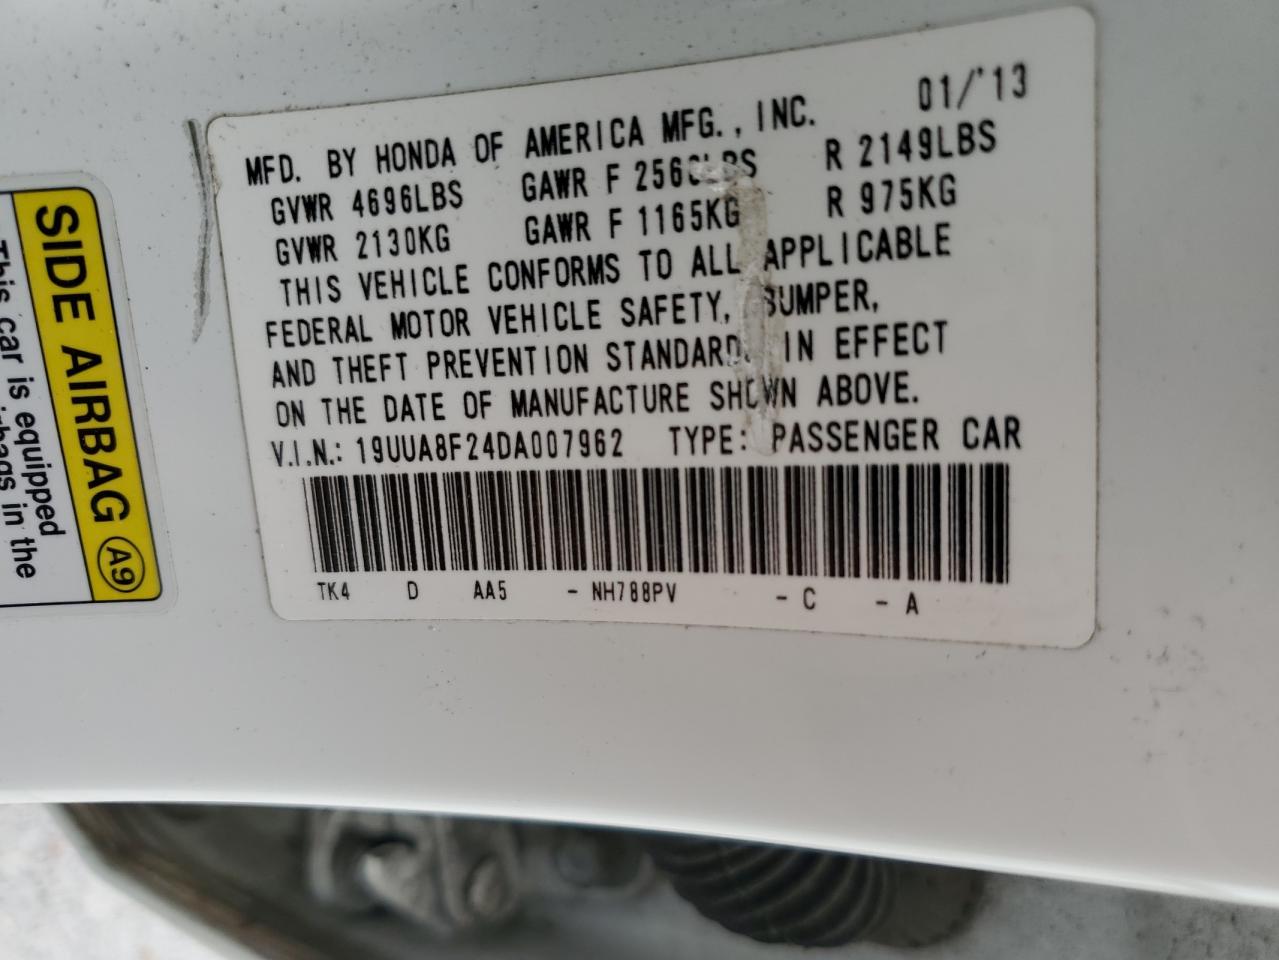 MFD. BY HONDA OF AMERICA MFG., INC. 01/'13
GVWR 4696LBS GAWR F R 2149LBS
GVWR 2130KG GAWR F 1165KG R 975KG
THIS VEHICLE CONFORMS TO ALL APPLICABLE
FEDERAL MOTOR VEHICLE SAFETY, BUMPER,
AND THEFT PREVENTION STANDARDS IN EFFECT
ON THE DATE OF MANUFACTURE SHOWN ABOVE.
V.I.N.: 19UUA8F24DA007962 TYPE: PASSENGER CAR
TK4 D AA5 - NH788PV - C - A
SIDE AIRBAG A9
This car is equipped
in the